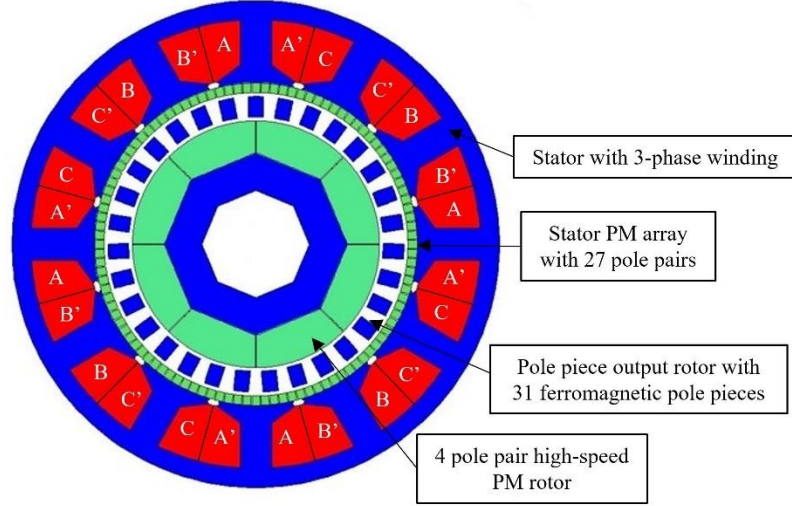 B’ A A’ C
B C’
C’ B
C B’
A’ A
A A’
B’ C
B C’
C’ B
C A’ A B’
Stator with 3-phase winding
Stator PM array
with 27 pole pairs
Pole piece output rotor with
31 ferromagnetic pole pieces
4 pole pair high-speed
PM rotor